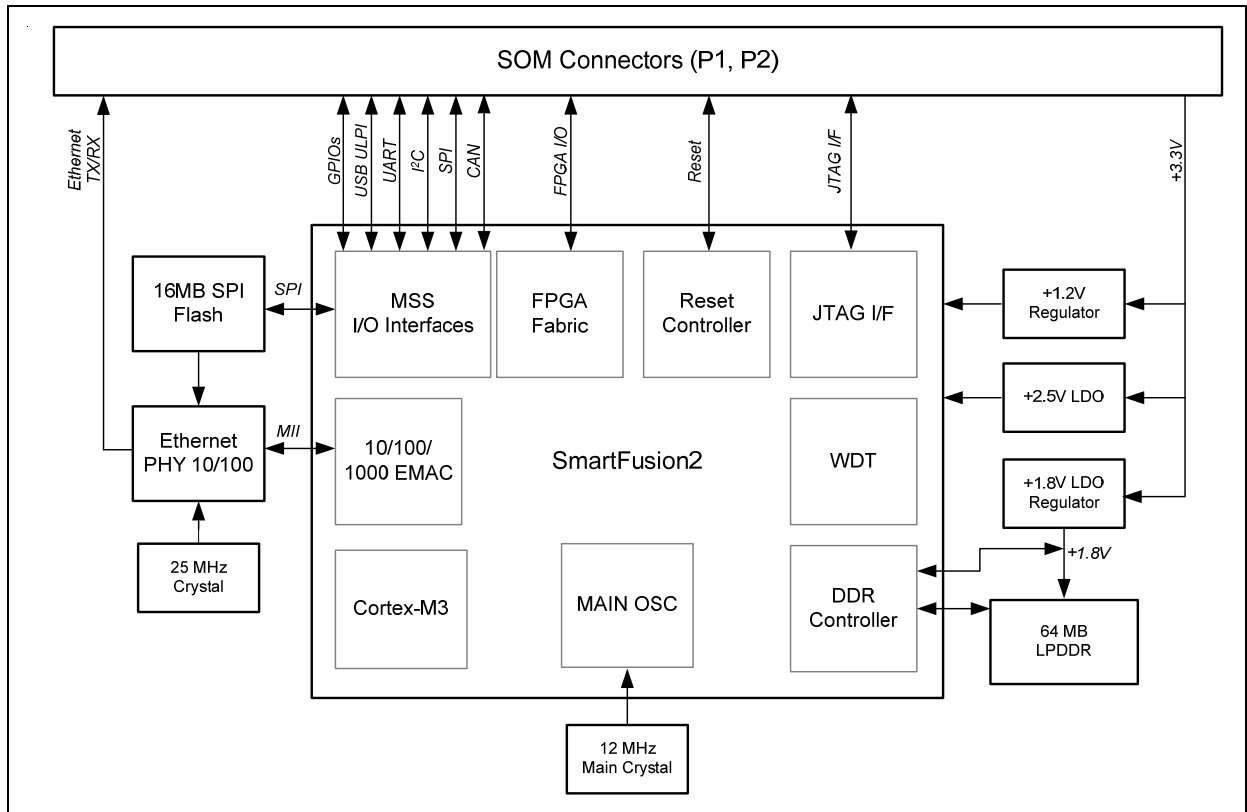 SOM Connectors (P1, P2)
Ethernet
TX/RX
GPIOs
USB ULPI
UART
I²C
SPI
CAN
FPGA I/O
Reset
JTAG I/F
+3.3V
16MB SPI
Flash
SPI
MSS
I/O Interfaces
FPGA
Fabric
Reset
Controller
JTAG I/F
+1.2V
Regulator
+2.5V LDO
Ethernet
PHY 10/100
MII
10/100/
1000 EMAC
SmartFusion2
WDT
+1.8V LDO
Regulator
+1.8V
25 MHz
Crystal
Cortex-M3
MAIN OSC
DDR
Controller
64 MB
LPDDR
12 MHz
Main Crystal